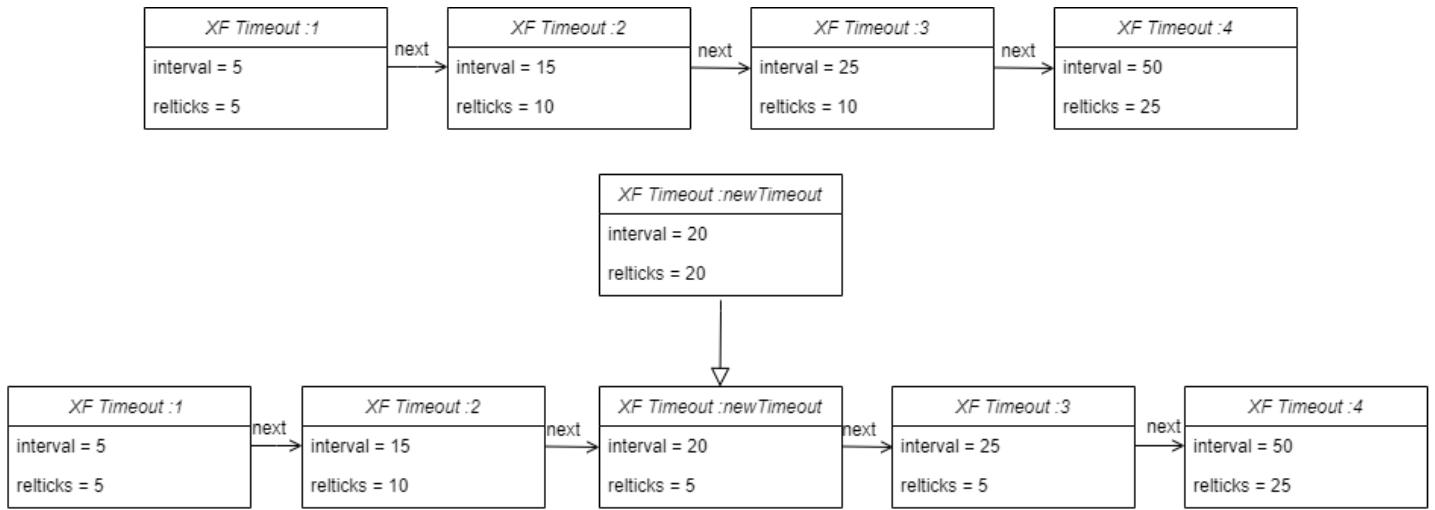 XF Timeout :1
interval = 5
relticks = 5
next
XF Timeout :2
interval = 15
relticks = 10
next
XF Timeout :3
interval = 25
relticks = 10
next
XF Timeout :4
interval = 50
relticks = 25
XF Timeout :newTimeout
interval = 20
relticks = 20
XF Timeout :1
interval = 5
relticks = 5
next
XF Timeout :2
interval = 15
relticks = 10
next
XF Timeout :newTimeout
interval = 20
relticks = 5
next
XF Timeout :3
interval = 25
relticks = 5
next
XF Timeout :4
interval = 50
relticks = 25